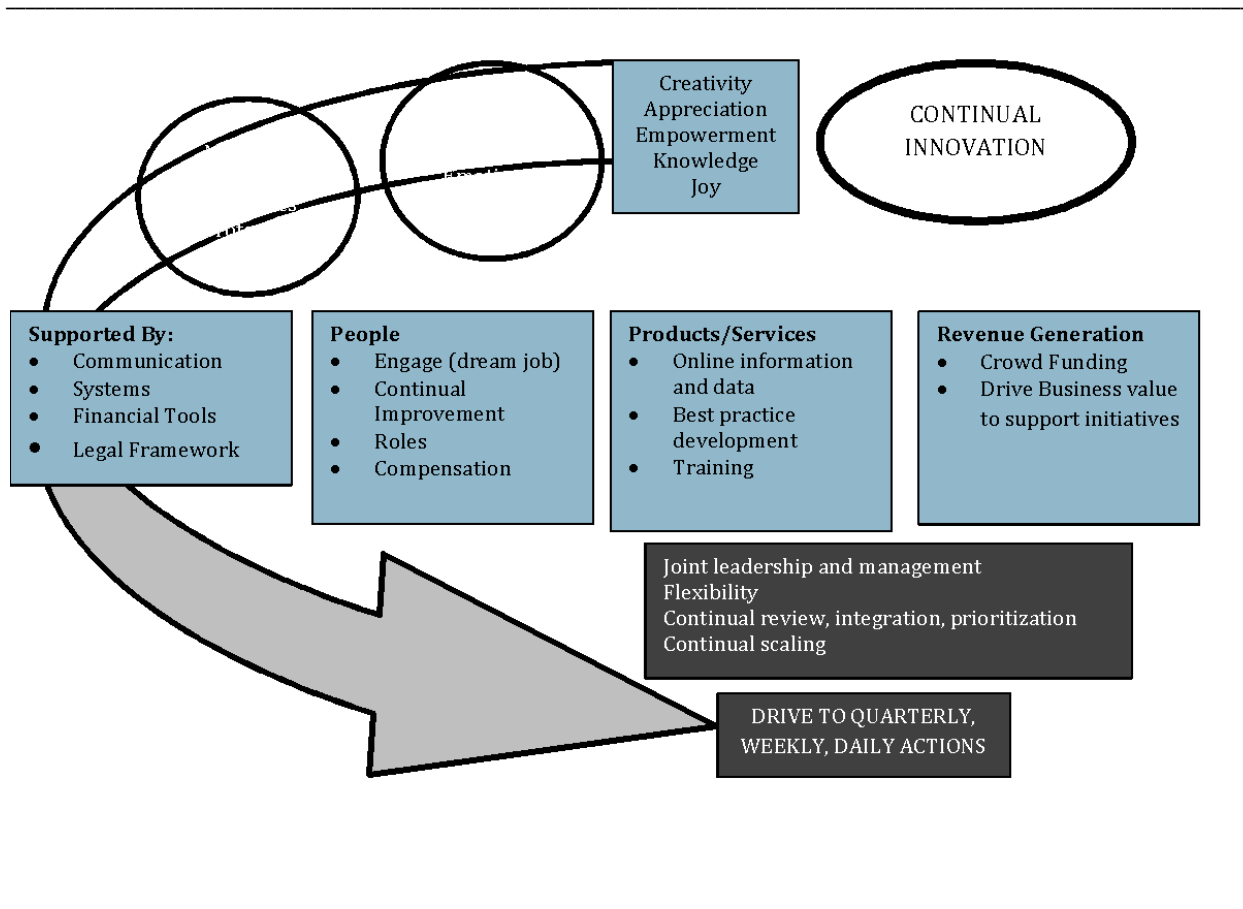 Creativity
Appreciation
Empowerment
Knowledge
Joy
CONTINUAL
INNOVATION
Supported By:
• Communication
• Systems
• Financial Tools
• Legal Framework
People
• Engage (dream job)
• Continual
Improvement
• Roles
• Compensation
Products/Services
• Online information
and data
• Best practice
development
• Training
Revenue Generation
• Crowd Funding
• Drive Business value
to support initiatives
Joint leadership and management
Flexibility
Continual review, integration, prioritization
Continual scaling
DRIVE TO QUARTERLY,
WEEKLY, DAILY ACTIONS